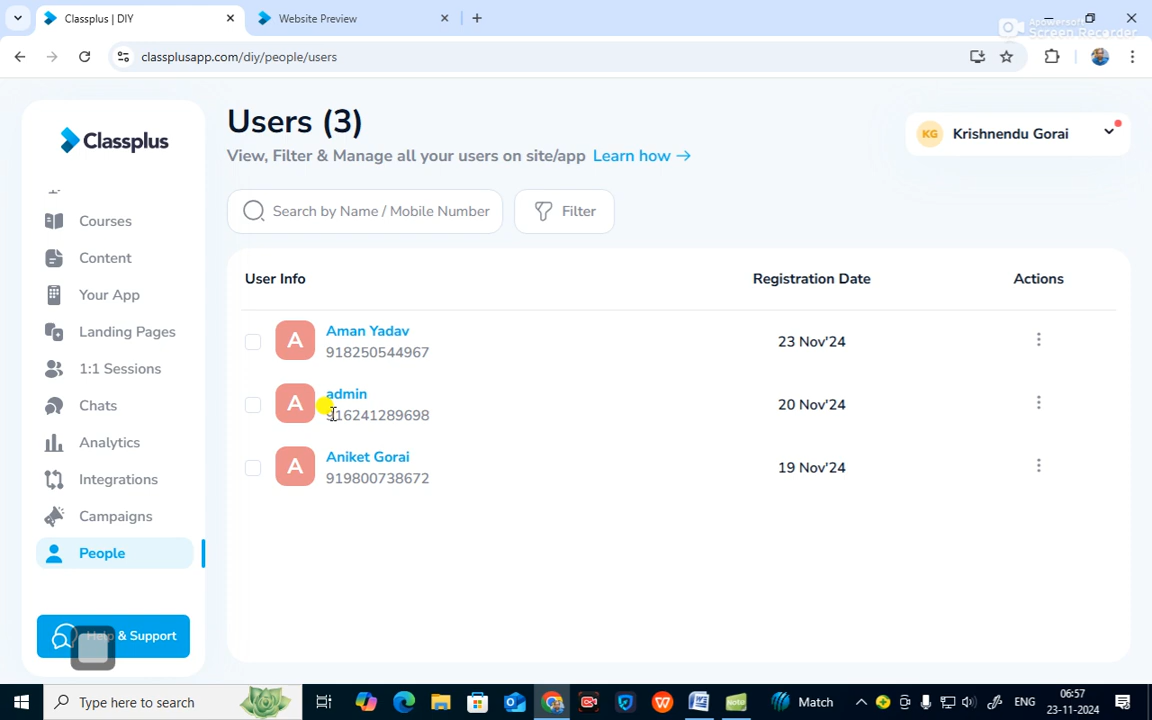 Classplus | DIY
Website Preview
Apowersoft
Screen Recorder
classplusapp.com/diy/people/users
Classplus
Users (3)
View, Filter & Manage all your users on site/app Learn how →
KG Krishnendu Gorai
Search by Name / Mobile Number
Filter
Courses
Content
Your App
Landing Pages
1:1 Sessions
Chats
Analytics
Integrations
Campaigns
People
Help & Support
User Info Registration Date Actions
A Aman Yadav
918250544967
23 Nov'24
A admin
916241289698
20 Nov'24
A Aniket Gorai
919800738672
19 Nov'24
Type here to search
Match
ENG
06:57
23-11-2024